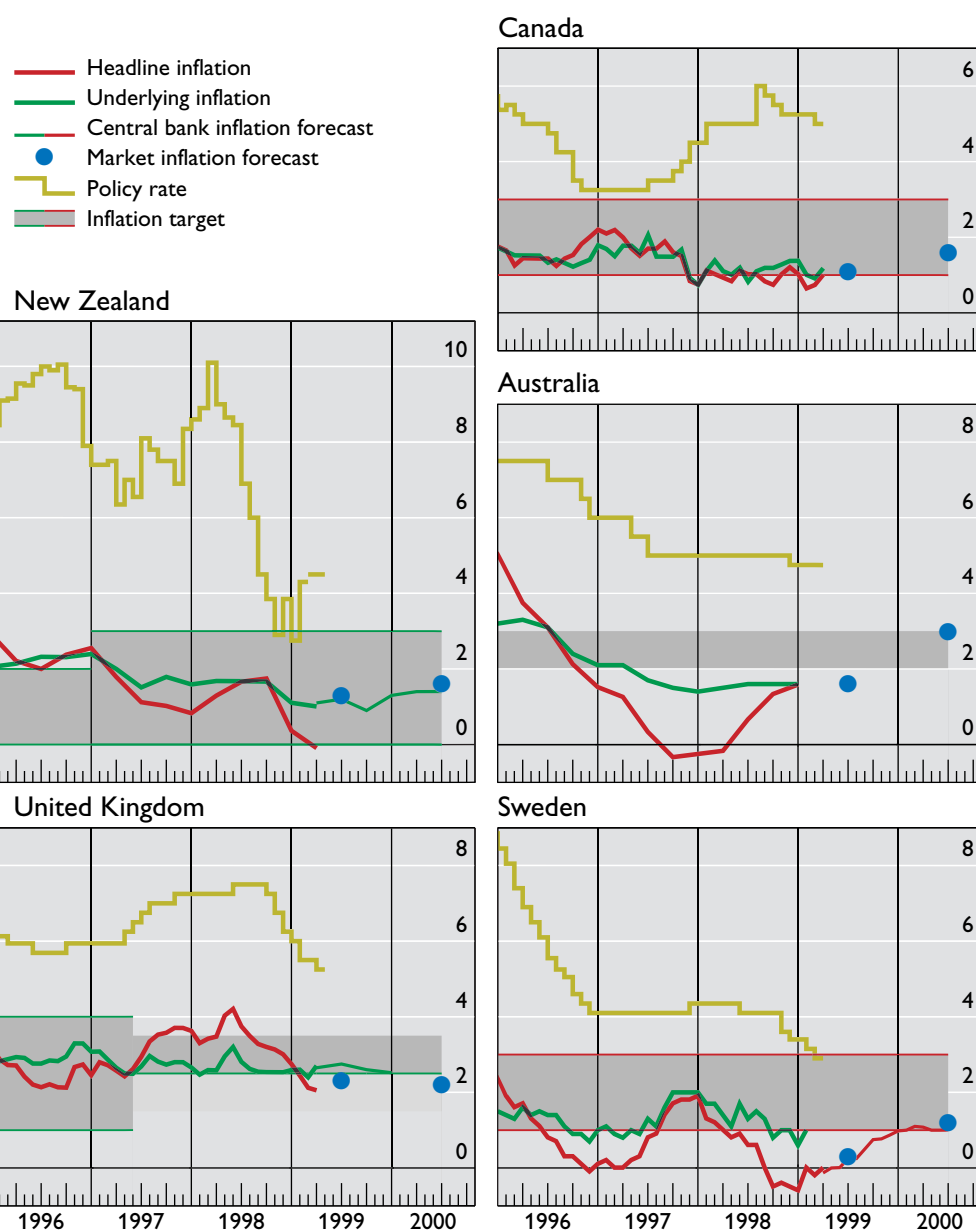 Headline inflation
Underlying inflation
Central bank inflation forecast
Market inflation forecast
Policy rate
Inflation target
Canada
6
4
2
0
New Zealand
10
8
6
4
2
0
Australia
8
6
4
2
0
United Kingdom
8
6
4
2
0
1996 1997 1998 1999 2000
Sweden
8
6
4
2
0
1996 1997 1998 1999 2000